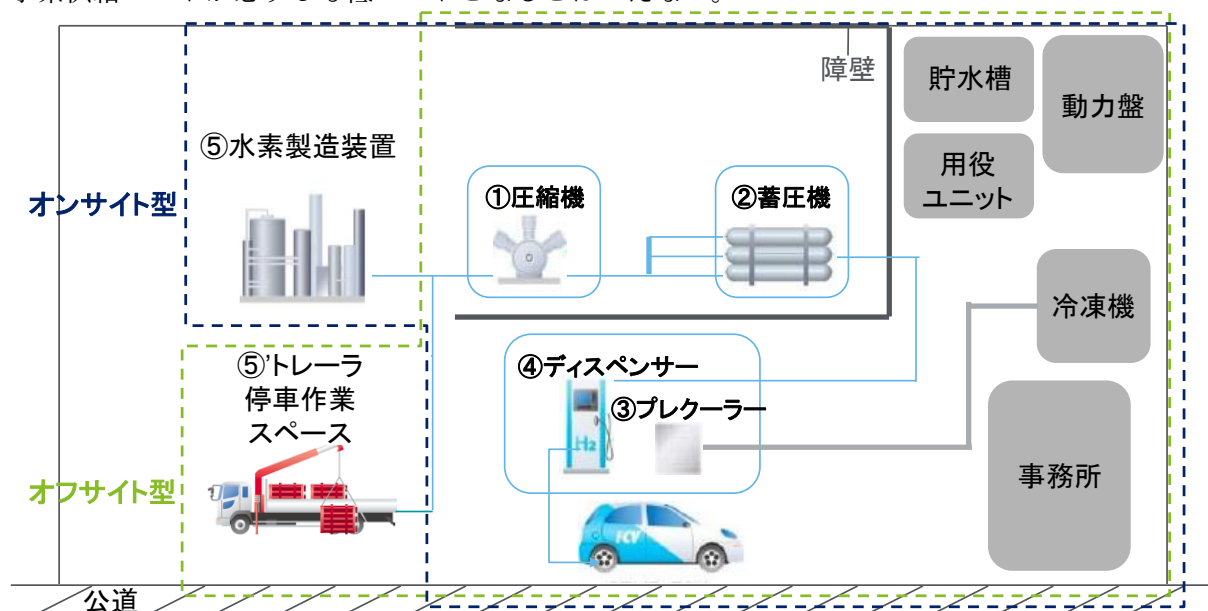 障壁
貯水槽
動力盤
⑤水素製造装置
用役
ユニット
オンサイト型
①圧縮機
②蓄圧機
冷凍機
⑤'トレーラ
停車作業
スペース
④ディスペンサー
③プレクーラー
H2
オフサイト型
事務所
FCV
公道